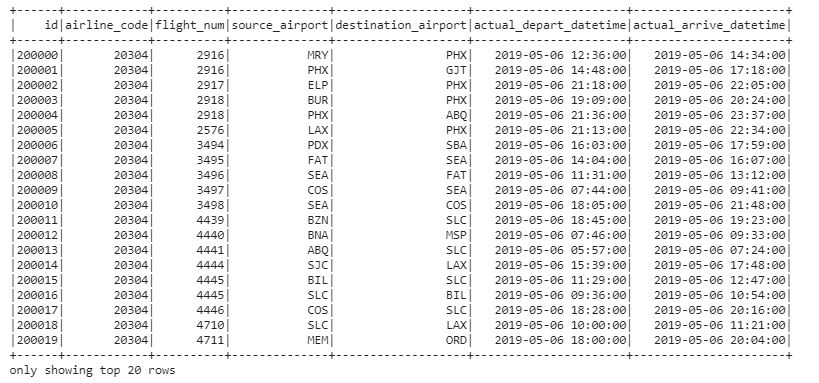 +------+------------+----------+--------------+-------------------+----------------------+----------------------+
|    id|airline_code|flight_num|source_airport|destination_airport|actual_depart_datetime|actual_arrive_datetime|
+------+------------+----------+--------------+-------------------+----------------------+----------------------+
|200000|       20304|      2916|           MRY|                PHX|   2019-05-06 12:36:00|   2019-05-06 14:34:00|
|200001|       20304|      2916|           PHX|                GJT|   2019-05-06 14:48:00|   2019-05-06 17:18:00|
|200002|       20304|      2917|           ELP|                PHX|   2019-05-06 21:18:00|   2019-05-06 22:05:00|
|200003|       20304|      2918|           BUR|                PHX|   2019-05-06 19:09:00|   2019-05-06 20:24:00|
|200004|       20304|      2918|           PHX|                ABQ|   2019-05-06 21:36:00|   2019-05-06 23:37:00|
|200005|       20304|      2576|           LAX|                PHX|   2019-05-06 21:13:00|   2019-05-06 22:34:00|
|200006|       20304|      3494|           PDX|                SBA|   2019-05-06 16:03:00|   2019-05-06 17:59:00|
|200007|       20304|      3495|           FAT|                SEA|   2019-05-06 14:04:00|   2019-05-06 16:07:00|
|200008|       20304|      3496|           SEA|                FAT|   2019-05-06 11:31:00|   2019-05-06 13:12:00|
|200009|       20304|      3497|           COS|                SEA|   2019-05-06 07:44:00|   2019-05-06 09:41:00|
|200010|       20304|      3498|           SEA|                COS|   2019-05-06 18:05:00|   2019-05-06 21:48:00|
|200011|       20304|      4439|           BZN|                SLC|   2019-05-06 18:45:00|   2019-05-06 19:23:00|
|200012|       20304|      4440|           BNA|                MSP|   2019-05-06 07:46:00|   2019-05-06 09:33:00|
|200013|       20304|      4441|           ABQ|                SLC|   2019-05-06 05:57:00|   2019-05-06 07:24:00|
|200014|       20304|      4444|           SJC|                LAX|   2019-05-06 15:39:00|   2019-05-06 17:48:00|
|200015|       20304|      4445|           BIL|                SLC|   2019-05-06 11:29:00|   2019-05-06 12:47:00|
|200016|       20304|      4445|           SLC|                BIL|   2019-05-06 09:36:00|   2019-05-06 10:54:00|
|200017|       20304|      4446|           COS|                SLC|   2019-05-06 18:28:00|   2019-05-06 20:16:00|
|200018|       20304|      4710|           SLC|                LAX|   2019-05-06 10:00:00|   2019-05-06 11:21:00|
|200019|       20304|      4711|           MEM|                ORD|   2019-05-06 18:00:00|   2019-05-06 20:04:00|
+------+------------+----------+--------------+-------------------+----------------------+----------------------+
only showing top 20 rows